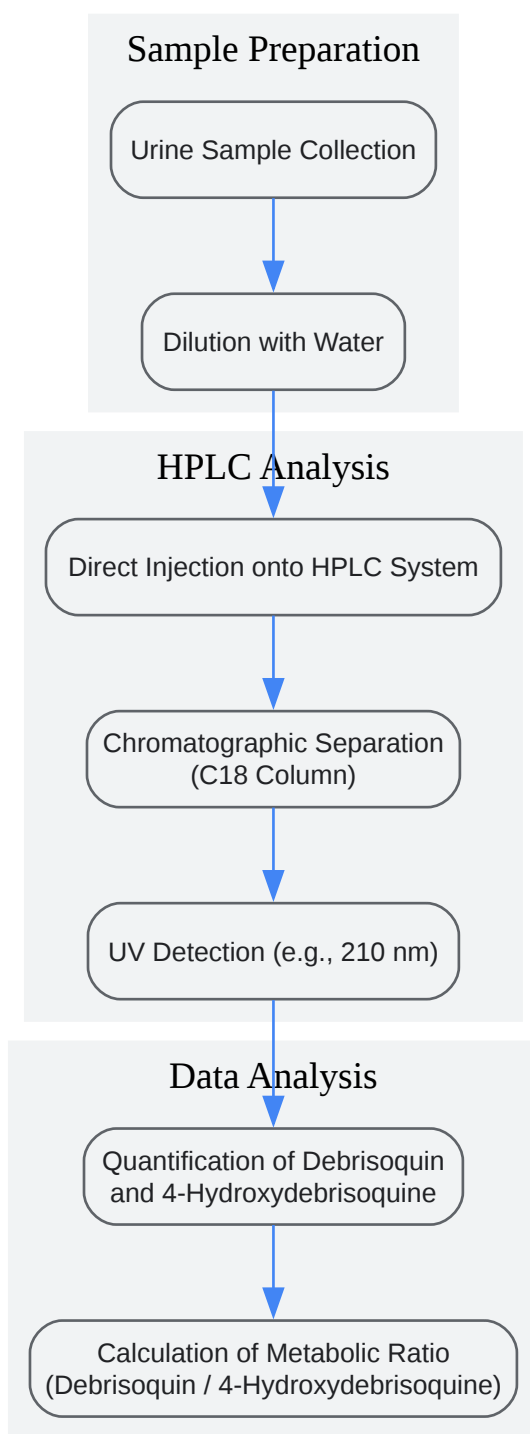 Sample Preparation
Urine Sample Collection
Dilution with Water
HPLC Analysis
Direct Injection onto HPLC System
Chromatographic Separation
(C18 Column)
UV Detection (e.g., 210 nm)
Data Analysis
Quantification of Debrisoquin
and 4-Hydroxydebrisoquine
Calculation of Metabolic Ratio
(Debrisoquin / 4-Hydroxydebrisoquine)